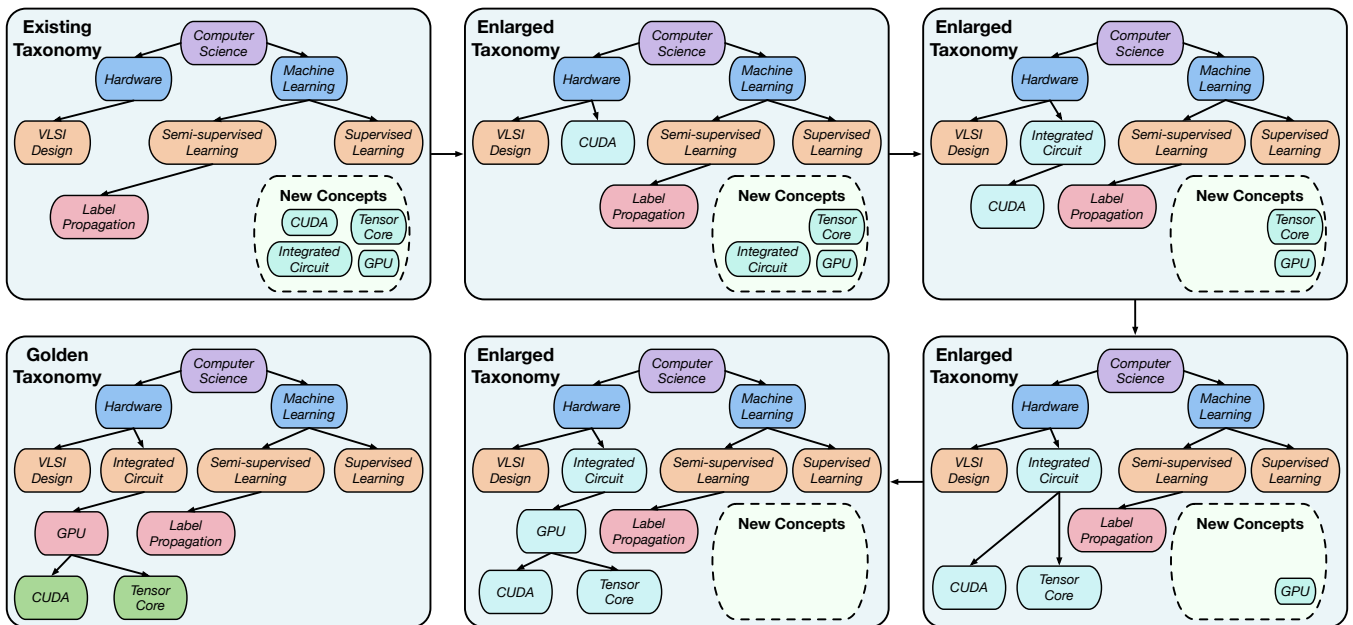 Existing
Taxonomy
Computer
Science
Hardware
Machine
Learning
VLSI
Design
Semi-supervised
Learning
Supervised
Learning
Label
Propagation
New Concepts
CUDA
Tensor
Core
Integrated
Circuit
GPU
Enlarged
Taxonomy
Computer
Science
Hardware
Machine
Learning
VLSI
Design
CUDA
Semi-supervised
Learning
Supervised
Learning
Label
Propagation
New Concepts
Tensor
Core
Integrated
Circuit
GPU
Enlarged
Taxonomy
Computer
Science
Hardware
Machine
Learning
VLSI
Design
Integrated
Circuit
Semi-supervised
Learning
Supervised
Learning
CUDA
Label
Propagation
New Concepts
Tensor
Core
GPU
Golden
Taxonomy
Computer
Science
Hardware
Machine
Learning
VLSI
Design
Integrated
Circuit
Semi-supervised
Learning
Supervised
Learning
GPU
Label
Propagation
CUDA
Tensor
Core
Enlarged
Taxonomy
Computer
Science
Hardware
Machine
Learning
VLSI
Design
Integrated
Circuit
Semi-supervised
Learning
Supervised
Learning
GPU
Label
Propagation
New Concepts
CUDA
Tensor
Core
Enlarged
Taxonomy
Computer
Science
Hardware
Machine
Learning
VLSI
Design
Integrated
Circuit
Semi-supervised
Learning
Supervised
Learning
Label
Propagation
New Concepts
CUDA
Tensor
Core
GPU